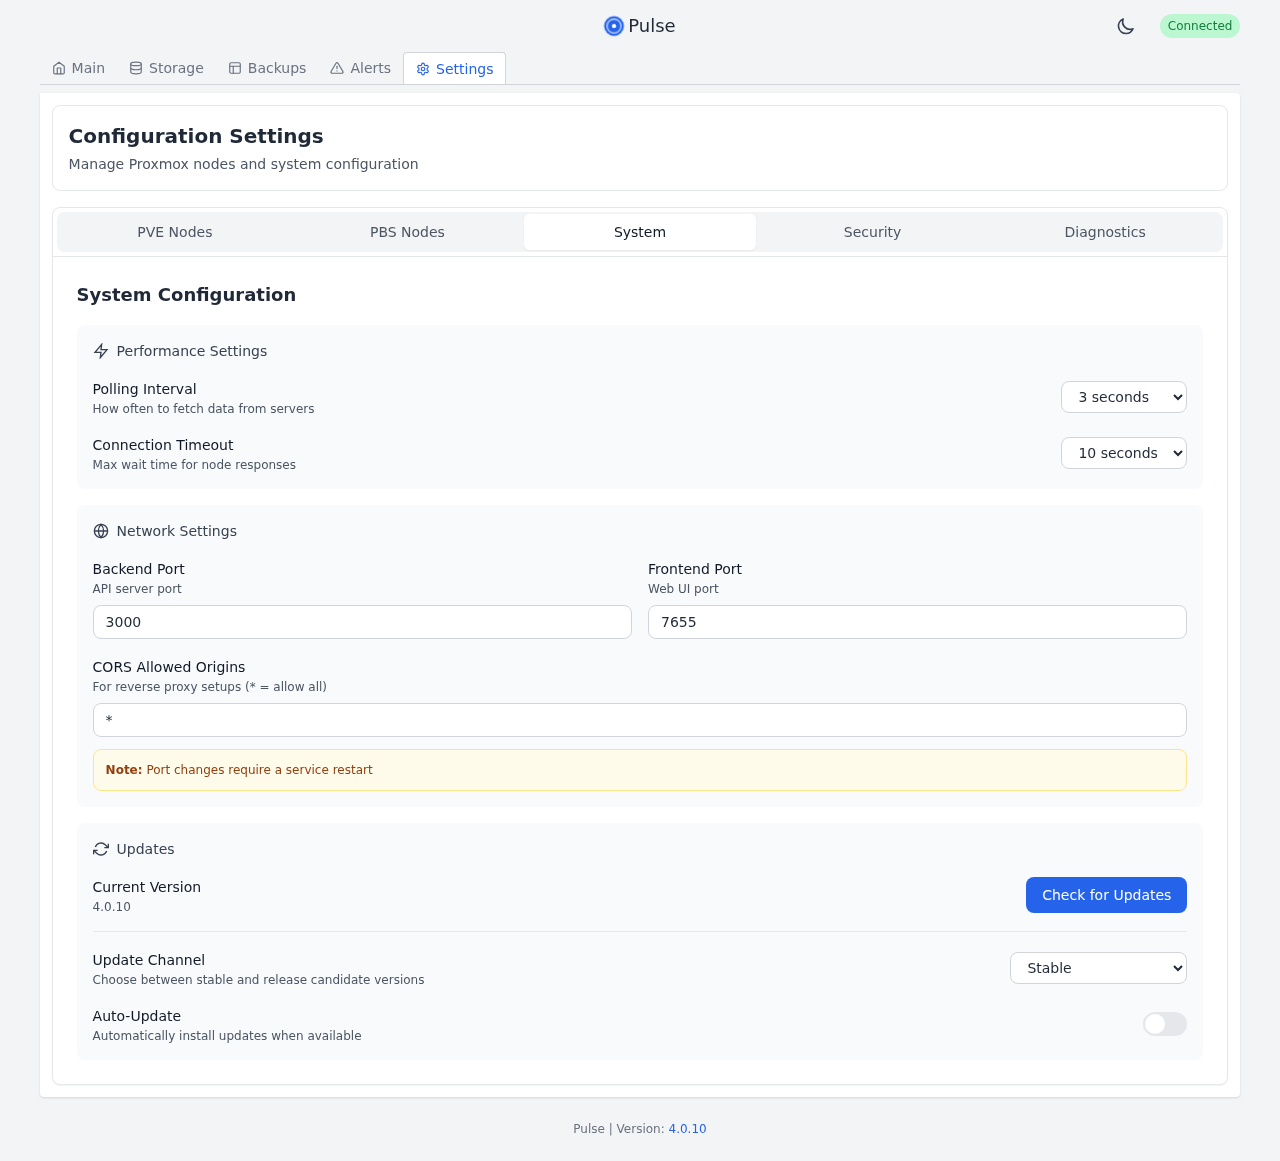 Pulse
Connected
Main
Storage
Backups
Alerts
Settings
Configuration Settings
Manage Proxmox nodes and system configuration
PVE Nodes
PBS Nodes
System
Security
Diagnostics
System Configuration
Performance Settings
Polling Interval
How often to fetch data from servers
3 seconds
Connection Timeout
Max wait time for node responses
10 seconds
Network Settings
Backend Port
API server port
3000
Frontend Port
Web UI port
7655
CORS Allowed Origins
For reverse proxy setups (* = allow all)
*
Note: Port changes require a service restart
Updates
Current Version
4.0.10
Check for Updates
Update Channel
Choose between stable and release candidate versions
Stable
Auto-Update
Automatically install updates when available
Pulse | Version: 4.0.10